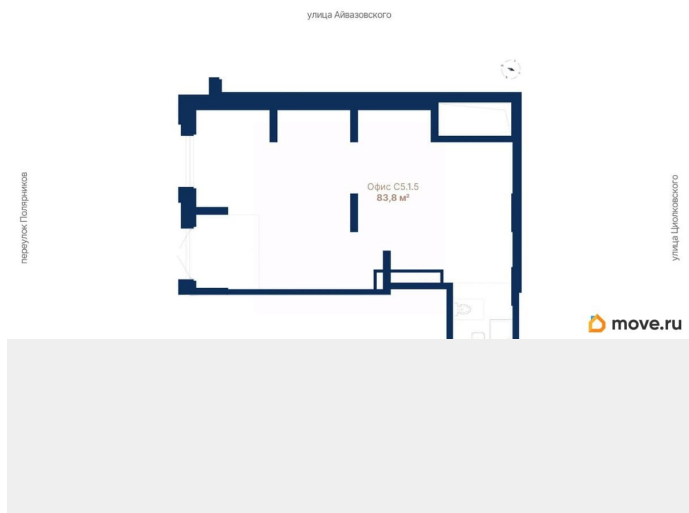 улица Айвазовского
переулок Полярников
Офис С5.1.5
83,8 м²
улица Циолковского
move.ru